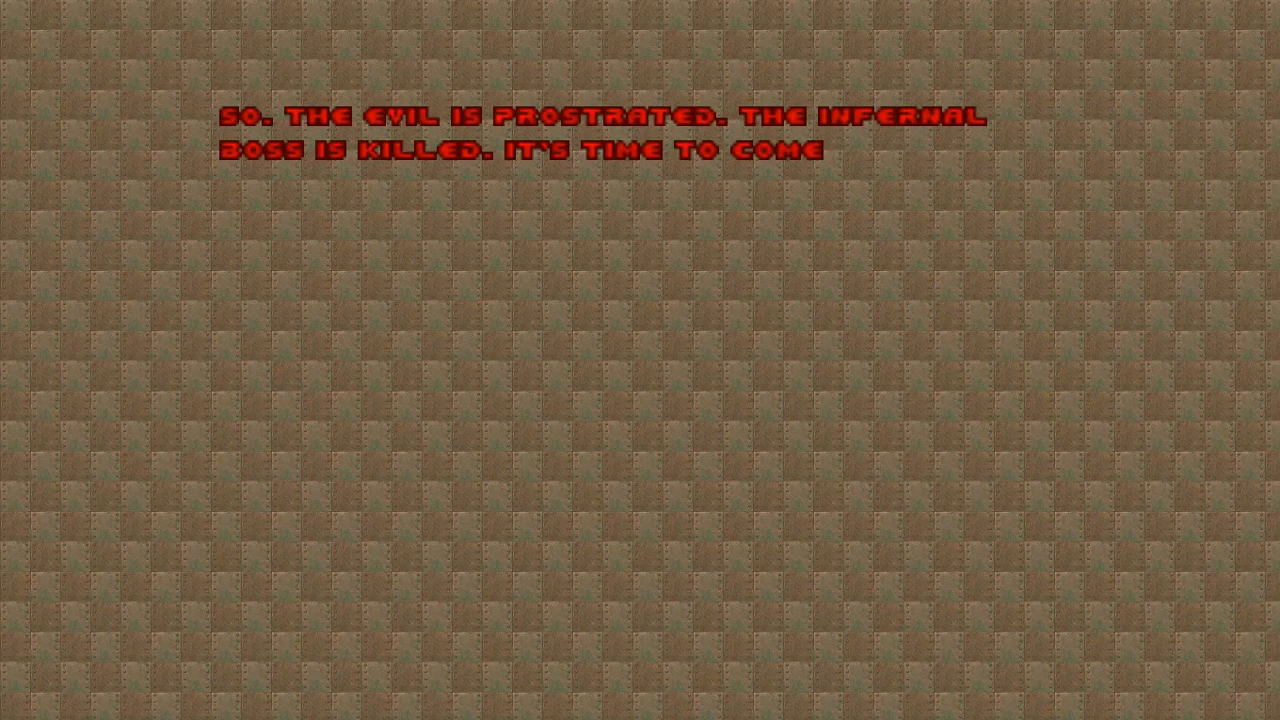 SO. THE EVIL IS PROSTRATED. THE INFERNAL
BOSS IS KILLED. IT'S TIME TO COME